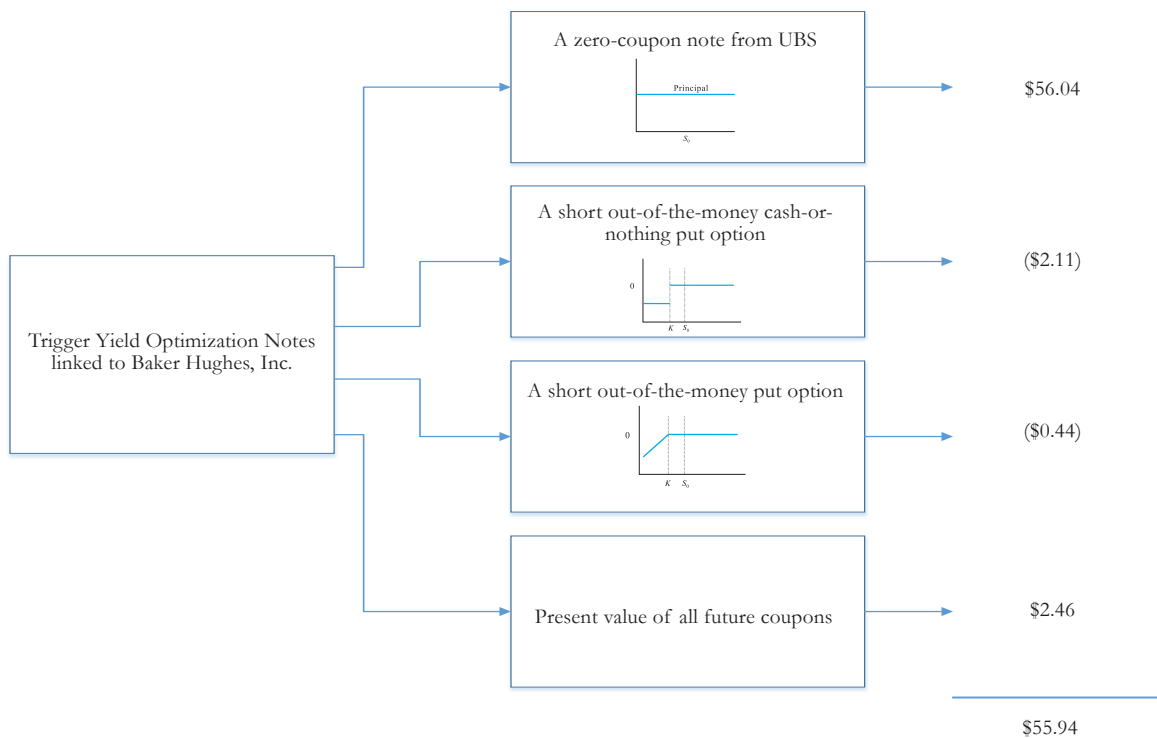 A zero-coupon note from UBS
Principal
S₀
$56.04
A short out-of-the-money cash-or-
nothing put option
0
K S₀
($2.11)
Trigger Yield Optimization Notes
linked to Baker Hughes, Inc.
A short out-of-the-money put option
0
K S₀
($0.44)
Present value of all future coupons
$2.46
$55.94